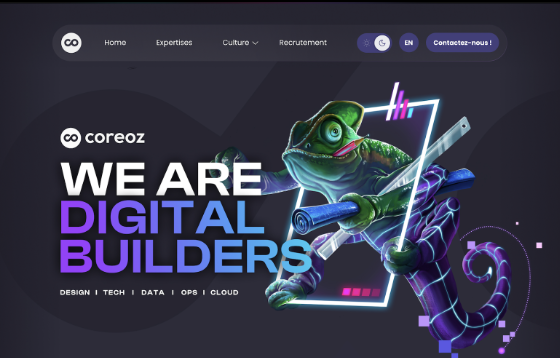 Home Expertises Culture Recrutement EN Contactez-nous !
coreoz
WE ARE
DIGITAL
BUILDERS
DESIGN | TECH | DATA | OPS | CLOUD